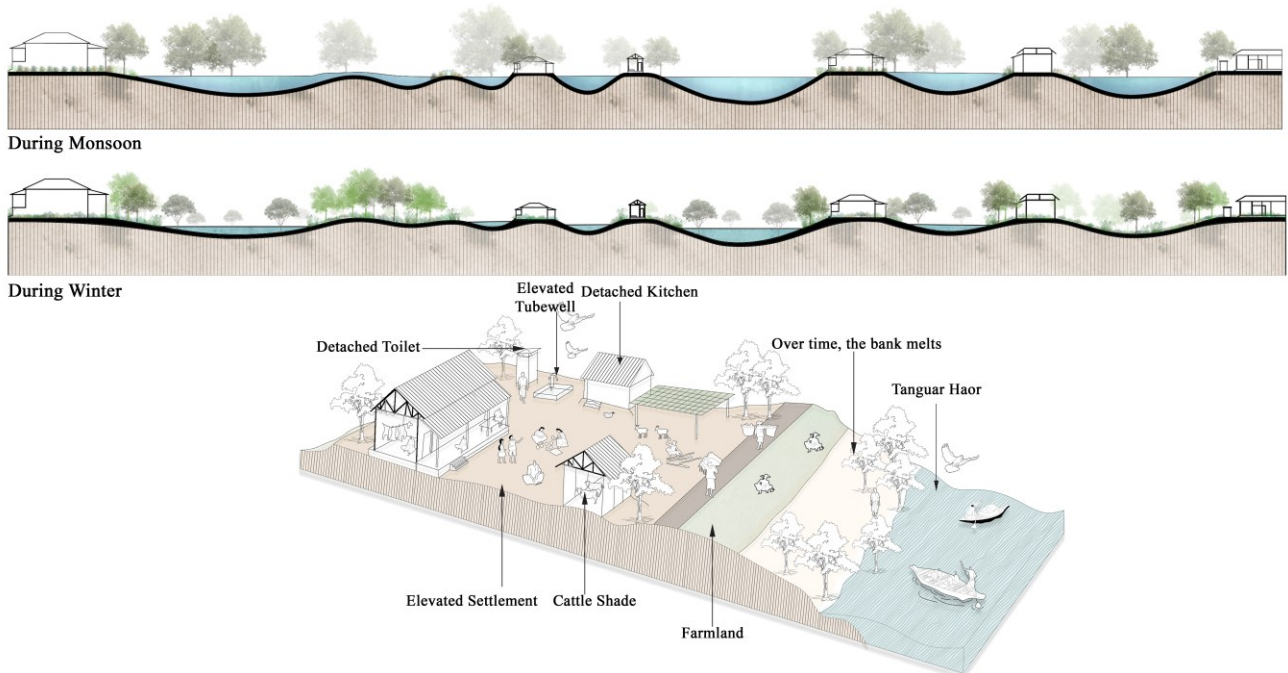 During Monsoon
During Winter
Elevated
Tubewell
Detached Kitchen
Detached Toilet
Over time, the bank melts
Tanguar Haor
Elevated Settlement
Cattle Shade
Farmland